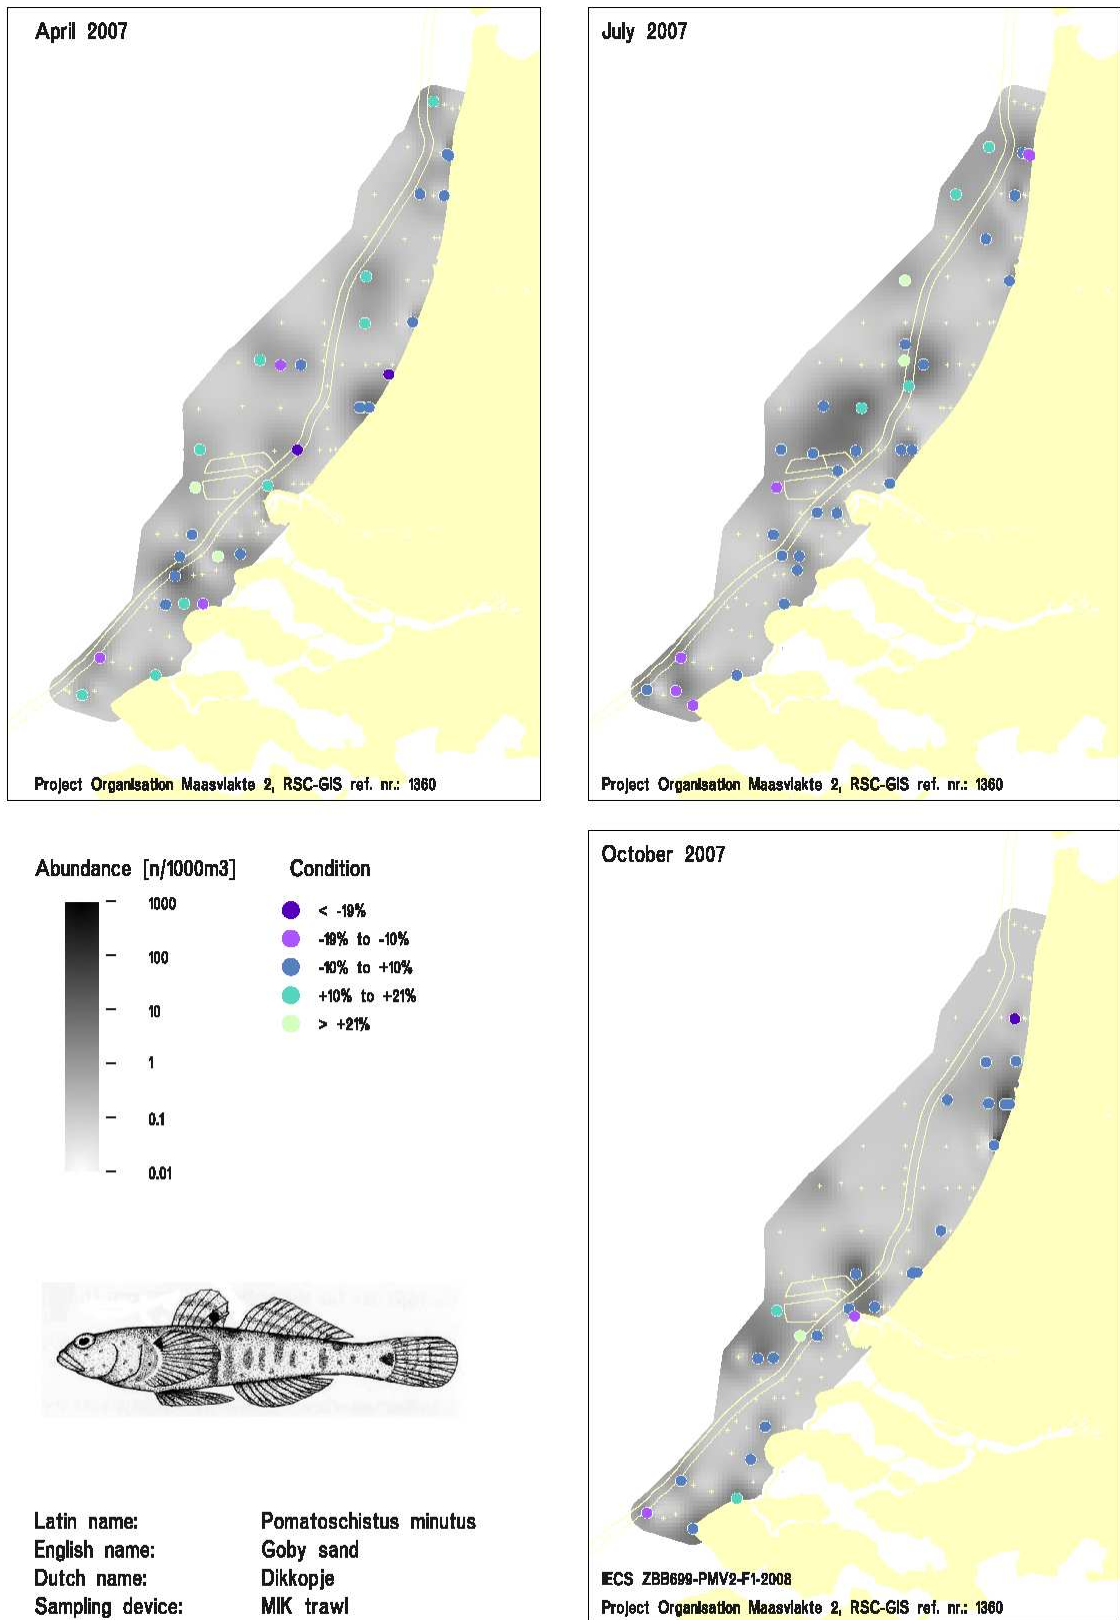 April 2007
July 2007
Project Organisation Maasvlakte 2, RSC-GIS ref. nr.: 1360
Project Organisation Maasvlakte 2, RSC-GIS ref. nr.: 1360
Abundance [n/1000m3]
1000
100
10
1
0.1
0.01
Condition
< -19%
-19% to -10%
-10% to +10%
+10% to +21%
> +21%
October 2007
IECS ZBB699-PMV2-F1-2008
Project Organisation Maasvlakte 2, RSC-GIS ref. nr.: 1360
Latin name: Pomatoschistus minutus
English name: Goby sand
Dutch name: Dikkopje
Sampling device: MIK trawl